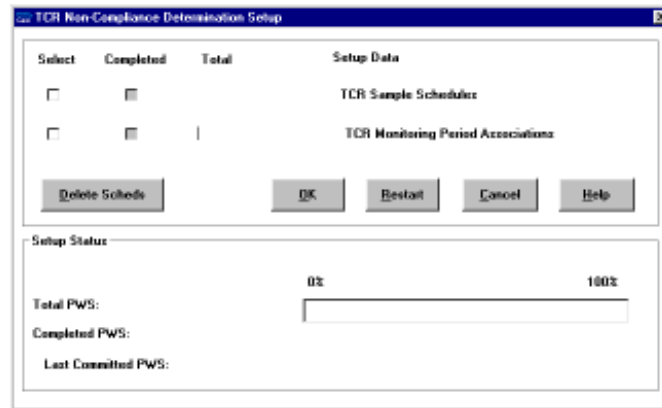 TCR Non-Compliance Determination Setup
Select Completed Total Setup Data
TCR Sample Schedules
TCR Monitoring Period Associations
Delete Scheds OK Restart Cancel Help
Setup Status
0% 100%
Total PWS:
Completed PWS:
Last Committed PWS: